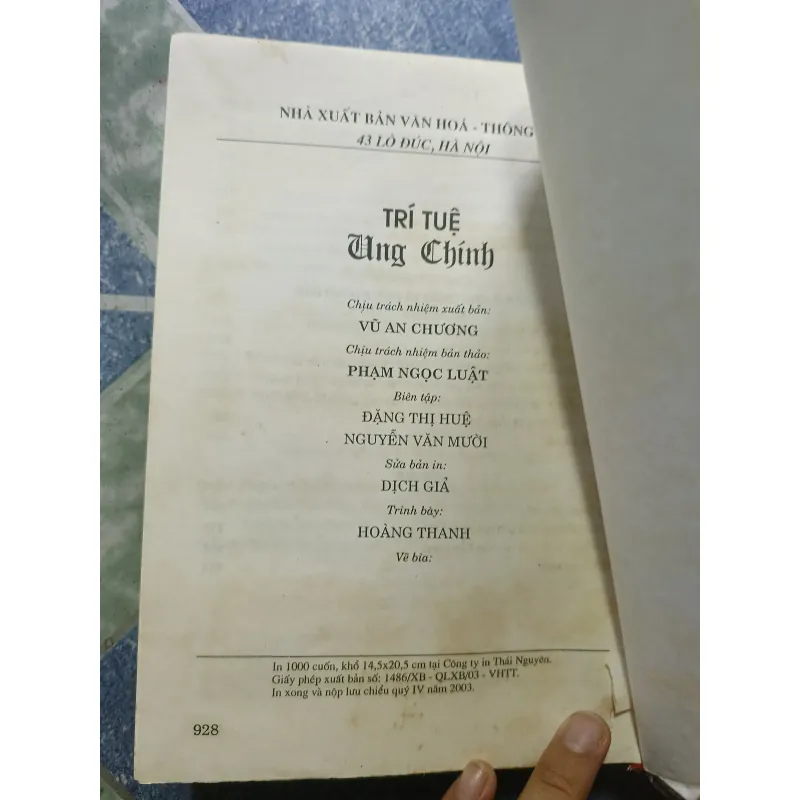 NHÀ XUẤT BẢN VĂN HOÁ - THÔNG
43 LÒ ĐÚC, HÀ NỘI
TRÍ TUỆ
Ung Chính
Chịu trách nhiệm xuất bản:
VŨ AN CHƯƠNG
Chịu trách nhiệm bản thảo:
PHẠM NGỌC LUẬT
Biên tập:
ĐẶNG THỊ HUỆ
NGUYỄN VĂN MƯỜI
Sửa bản in:
DỊCH GIẢ
Trình bày:
HOÀNG THANH
Vẽ bìa:
In 1000 cuốn, khổ 14,5x20,5 cm tại Công ty in Thái Nguyên.
Giấy phép xuất bản số: 1486/XB - QLXB/03 - VHTT.
In xong và nộp lưu chiểu quý IV năm 2003.
928